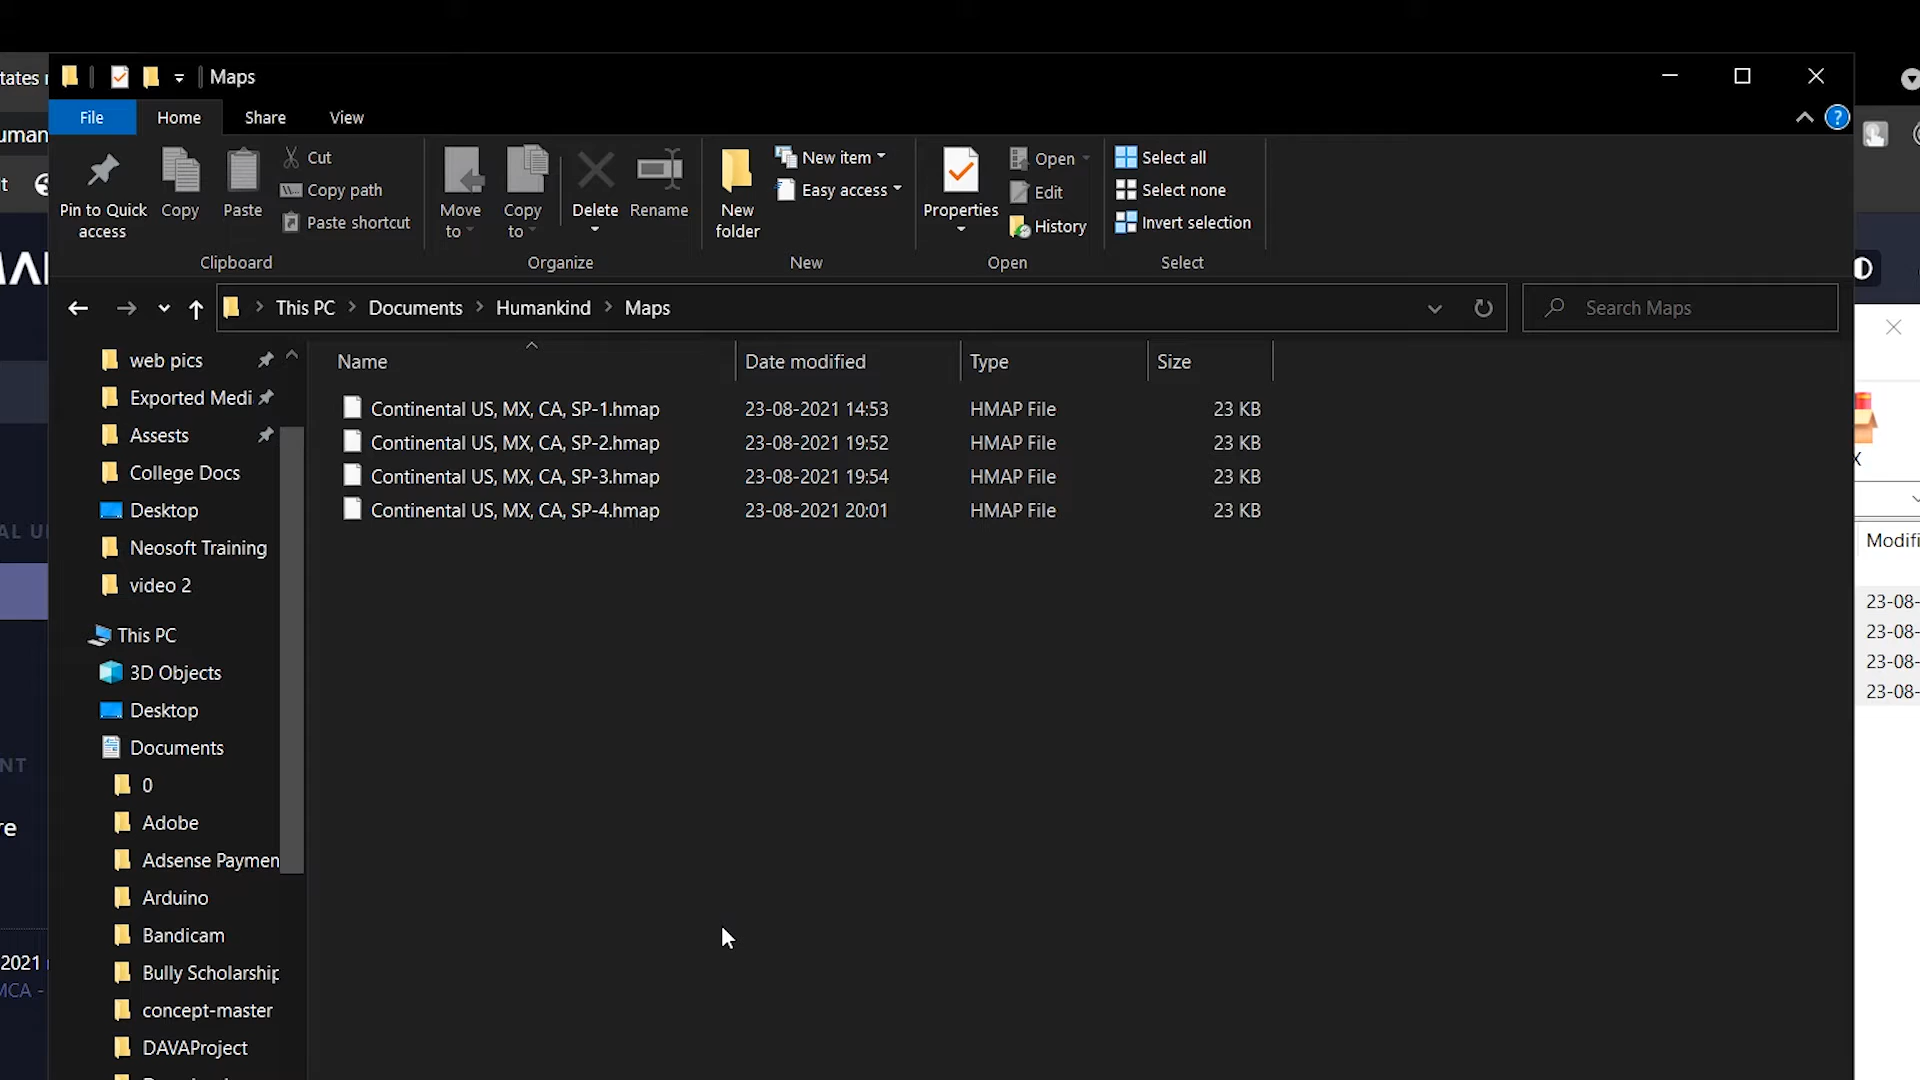 tates
Maps
File Home Share View
uman
Pin to Quick access
Copy
Paste
Cut
Copy path
Paste shortcut
Clipboard
Move to
Copy to
Delete
Rename
Organize
New folder
New item
Easy access
New
Properties
Open
Edit
History
Open
Select all
Select none
Invert selection
Select
This PC > Documents > Humankind > Maps
Search Maps
Name Date modified Type Size
Continental US, MX, CA, SP-1.hmap 23-08-2021 14:53 HMAP File 23 KB
Continental US, MX, CA, SP-2.hmap 23-08-2021 19:52 HMAP File 23 KB
Continental US, MX, CA, SP-3.hmap 23-08-2021 19:54 HMAP File 23 KB
Continental US, MX, CA, SP-4.hmap 23-08-2021 20:01 HMAP File 23 KB
web pics
Exported Medi
Assests
College Docs
Desktop
Neosoft Training
video 2
This PC
3D Objects
Desktop
Documents
0
Adobe
Adsense Paymen
Arduino
Bandicam
Bully Scholarship
concept-master
DAVAProject
AL U
NT
re
2021
MCA -
Modifi
23-08-
23-08-
23-08-
23-08-